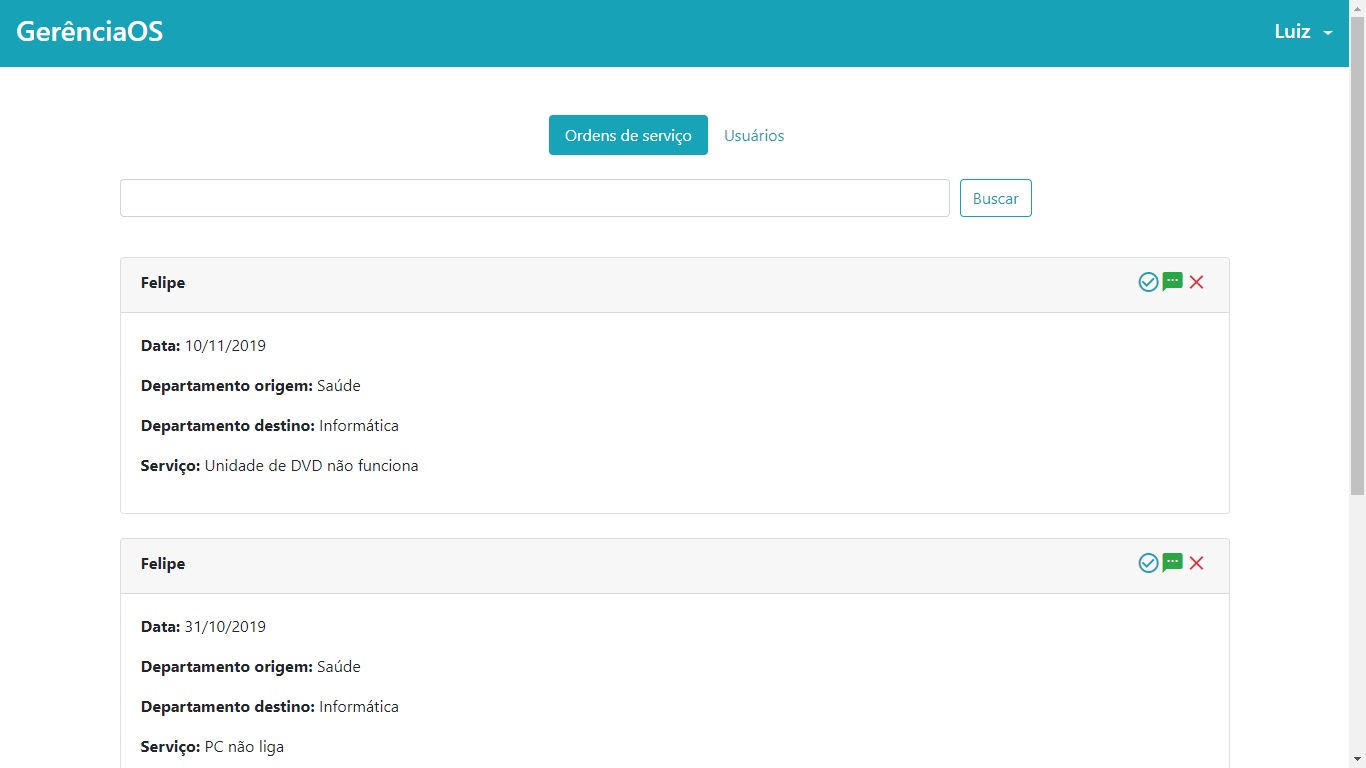 GerênciaOS
Luiz
Ordens de serviço
Usuários
Buscar
Felipe
Data: 10/11/2019
Departamento origem: Saúde
Departamento destino: Informática
Serviço: Unidade de DVD não funciona
Felipe
Data: 31/10/2019
Departamento origem: Saúde
Departamento destino: Informática
Serviço: PC não liga